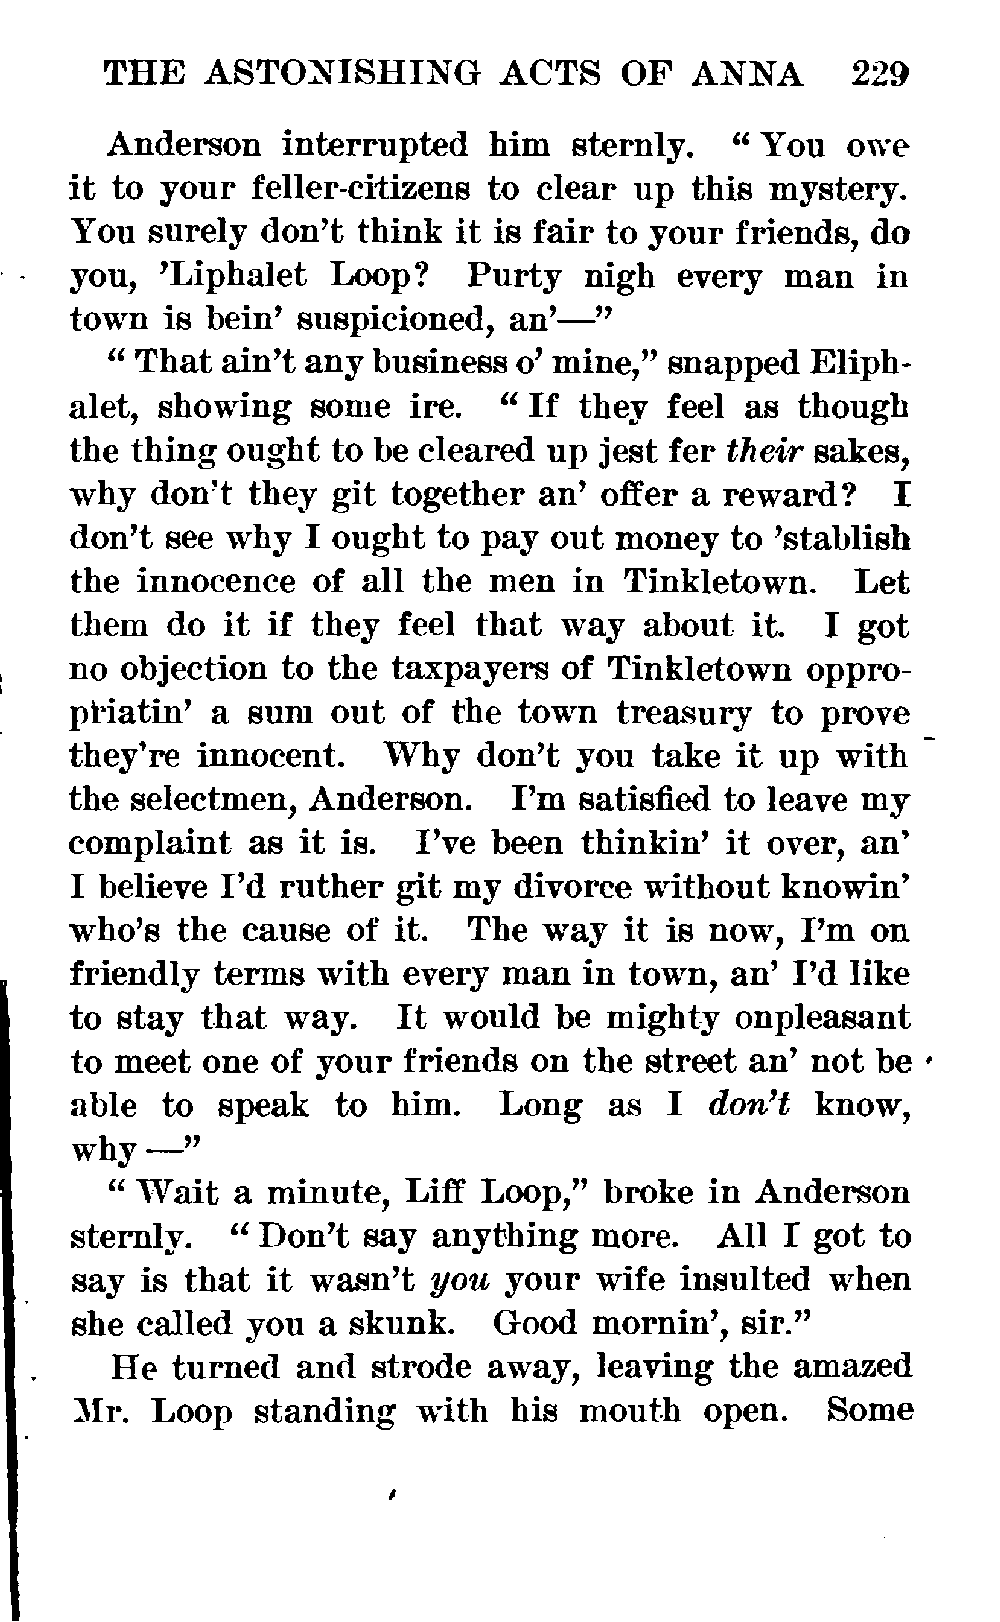 THE ASTONISHING ACTS OF ANNA 229
Anderson interrupted him sternly. “ You owe
it to your feller-citizens to clear up this mystery.
You surely don’t think it is fair to your friends, do
you, ’Liphalet Loop? Purty nigh every man in
town is bein’ suspicioned, an’—”
“ That ain’t any business o’ mine,” snapped Eliph-
alet, showing some ire. “ If they feel as though
the thing ought to be cleared up jest fer their sakes,
why don’t they git together an’ offer a reward? I
don’t see why I ought to pay out money to ’stablish
the innocence of all the men in Tinkletown. Let
them do it if they feel that way about it. I got
no objection to the taxpayers of Tinkletown oppro-
priatin’ a sum out of the town treasury to prove
they’re innocent. Why don’t you take it up with
the selectmen, Anderson. I’m satisfied to leave my
complaint as it is. I’ve been thinkin’ it over, an’
I believe I’d ruther git my divorce without knowin’
who’s the cause of it. The way it is now, I’m on
friendly terms with every man in town, an’ I’d like
to stay that way. It would be mighty onpleasant
to meet one of your friends on the street an’ not be
able to speak to him. Long as I don’t know,
why —”
“ Wait a minute, Liff Loop,” broke in Anderson
sternly. “ Don’t say anything more. All I got to
say is that it wasn’t you your wife insulted when
she called you a skunk. Good mornin’, sir.”
He turned and strode away, leaving the amazed
Mr. Loop standing with his mouth open. Some